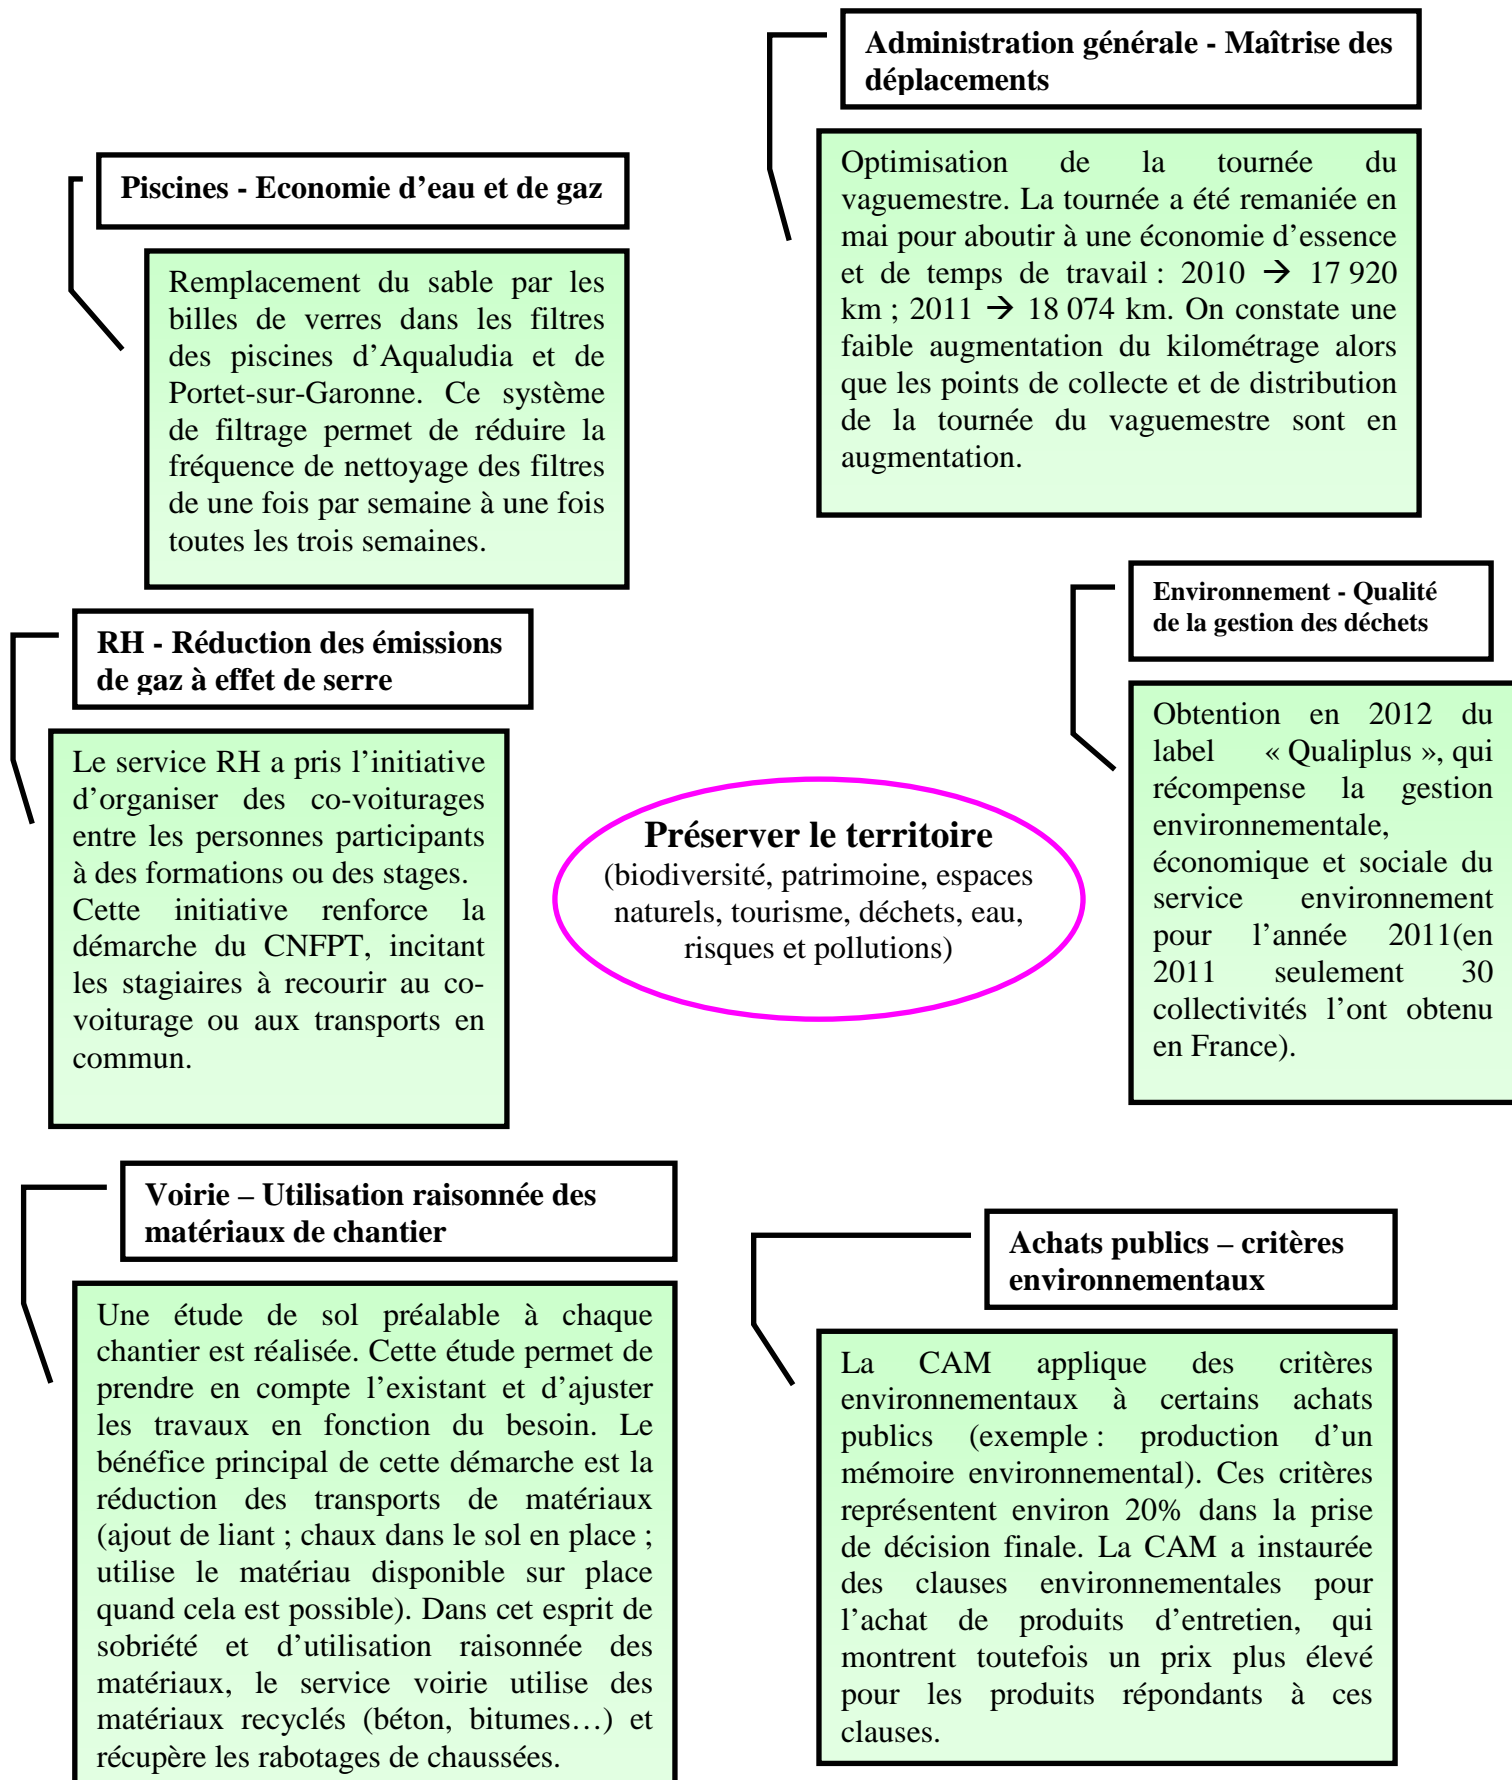 Administration générale - Maîtrise des
déplacements
Optimisation de la tournée du
vaguemestre. La tournée a été remaniée en
mai pour aboutir à une économie d’essence
et de temps de travail : 2010 → 17 920
km ; 2011 → 18 074 km. On constate une
faible augmentation du kilométrage alors
que les points de collecte et de distribution
de la tournée du vaguemestre sont en
augmentation.
Piscines - Economie d’eau et de gaz
Remplacement du sable par les
billes de verres dans les filtres
des piscines d’Aqualudia et de
Portet-sur-Garonne. Ce système
de filtrage permet de réduire la
fréquence de nettoyage des filtres
de une fois par semaine à une fois
toutes les trois semaines.
Environnement - Qualité
de la gestion des déchets
Obtention en 2012 du
label « Qualiplus », qui
récompense la gestion
environnementale,
économique et sociale du
service environnement
pour l’année 2011(en
2011 seulement 30
collectivités l’ont obtenu
en France).
RH - Réduction des émissions
de gaz à effet de serre
Le service RH a pris l’initiative
d’organiser des co-voiturages
entre les personnes participants
à des formations ou des stages.
Cette initiative renforce la
démarche du CNFPT, incitant
les stagiaires à recourir au co-
voiturage ou aux transports en
commun.
Préserver le territoire
(biodiversité, patrimoine, espaces
naturels, tourisme, déchets, eau,
risques et pollutions)
Voirie – Utilisation raisonnée des
matériaux de chantier
Une étude de sol préalable à chaque
chantier est réalisée. Cette étude permet de
prendre en compte l’existant et d’ajuster
les travaux en fonction du besoin. Le
bénéfice principal de cette démarche est la
réduction des transports de matériaux
(ajout de liant ; chaux dans le sol en place ;
utilise le matériau disponible sur place
quand cela est possible). Dans cet esprit de
sobriété et d’utilisation raisonnée des
matériaux, le service voirie utilise des
matériaux recyclés (béton, bitumes…) et
récupère les rabotages de chaussées.
Achats publics – critères
environnementaux
La CAM applique des critères
environnementaux à certains achats
publics (exemple : production d’un
mémoire environnemental). Ces critères
représentent environ 20% dans la prise
de décision finale. La CAM a instaurée
des clauses environnementales pour
l’achat de produits d’entretien, qui
montrent toutefois un prix plus élevé
pour les produits répondants à ces
clauses.